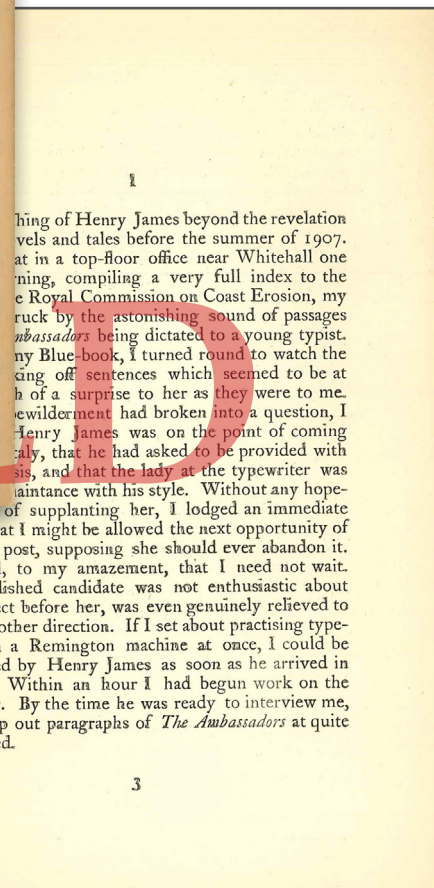 I
hing of Henry James beyond the revelation
vels and tales before the summer of 1907.
at in a top-floor office near Whitehall one
ning, compiling a very full index to the
e Royal Commission on Coast Erosion, my
ruck by the astonishing sound of passages
mbassadors being dictated to a young typist.
ny Blue-book, I turned round to watch the
king off sentences which seemed to be at
h of a surprise to her as they were to me.
ewilderment had broken into a question, I
Henry James was on the point of coming
aly, that he had asked to be provided with
sis, and that the lady at the typewriter was
aintance with his style. Without any hope-
of supplanting her, I lodged an immediate
at I might be allowed the next opportunity of
post, supposing she should ever abandon it.
, to my amazement, that I need not wait.
lished candidate was not enthusiastic about
ct before her, was even genuinely relieved to
other direction. If I set about practising type-
a Remington machine at once, I could be
ed by Henry James as soon as he arrived in
Within an hour I had begun work on the
. By the time he was ready to interview me,
p out paragraphs of The Ambassadors at quite
ed.
3
LD